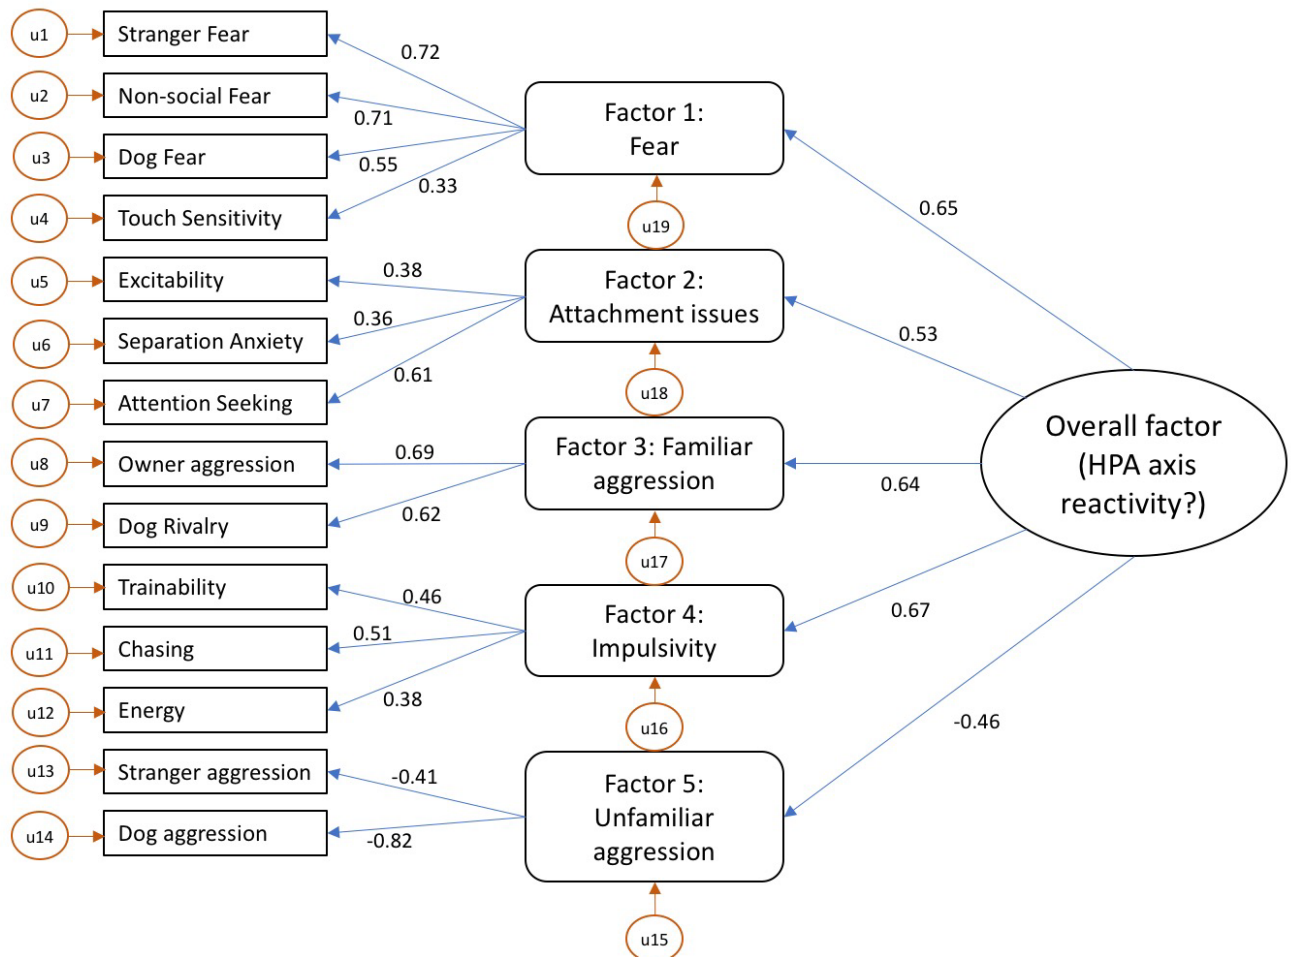 u1
Stranger Fear
0.72
u2
Non-social Fear
0.71
u3
Dog Fear
0.55
u4
Touch Sensitivity
0.33
Factor 1:
Fear
u19
0.65
u5
Excitability
0.38
u6
Separation Anxiety
0.36
u7
Attention Seeking
0.61
Factor 2:
Attachment issues
u18
0.53
u8
Owner aggression
0.69
u9
Dog Rivalry
0.62
Factor 3: Familiar
aggression
u17
0.64
Overall factor
(HPA axis
reactivity?)
u10
Trainability
0.46
u11
Chasing
0.51
u12
Energy
0.38
Factor 4:
Impulsivity
u16
0.67
u13
Stranger aggression
-0.41
u14
Dog aggression
-0.82
Factor 5:
Unfamiliar
aggression
u15
-0.46